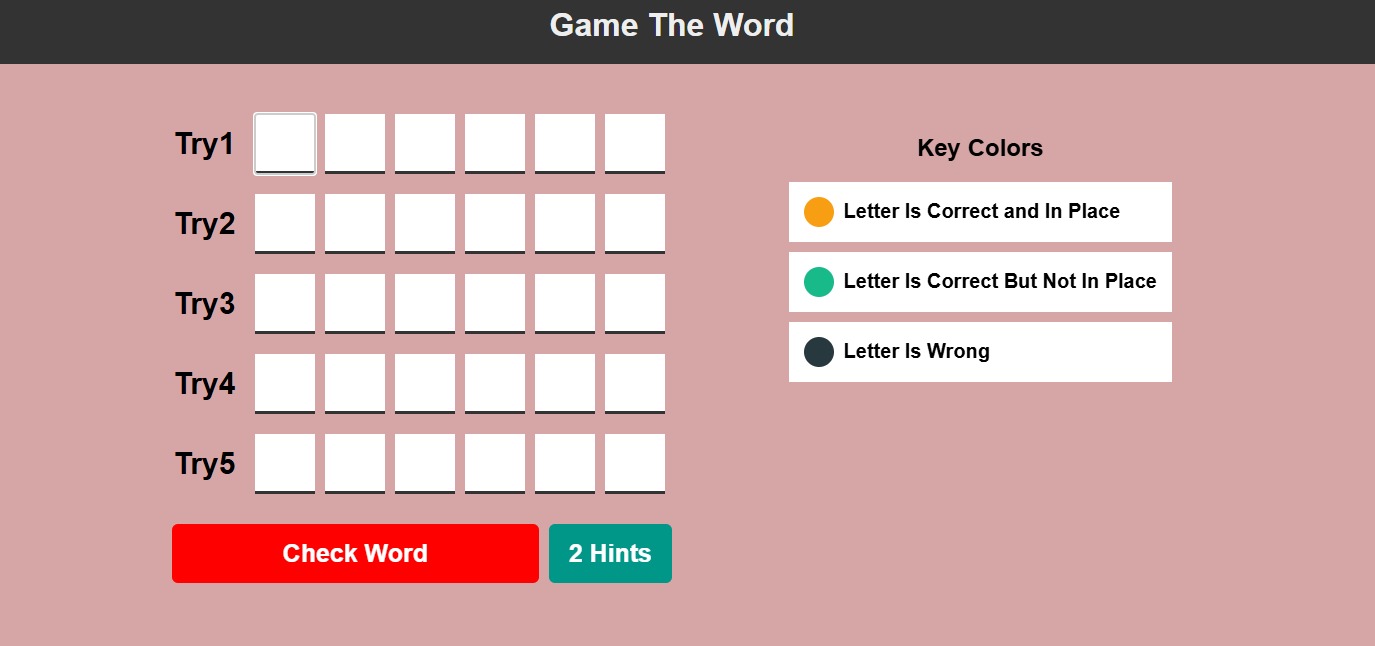 Game The Word
Try1
Try2
Try3
Try4
Try5
Check Word
2 Hints
Key Colors
Letter Is Correct and In Place
Letter Is Correct But Not In Place
Letter Is Wrong